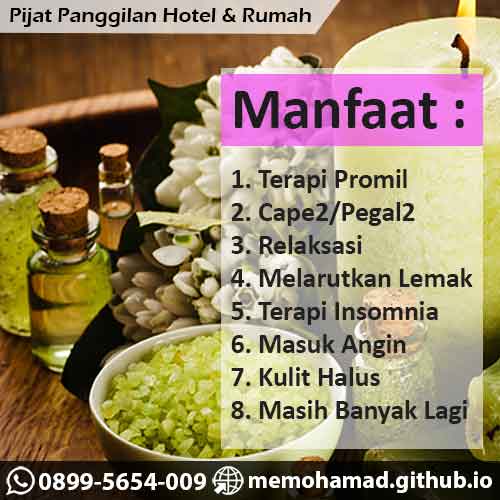 Pijat Panggilan Hotel & Rumah
Manfaat :
1. Terapi Promil
2. Cape2/Pegal2
3. Relaksasi
4. Melarutkan Lemak
5. Terapi Insomnia
6. Masuk Angin
7. Kulit Halus
8. Masih Banyak Lagi
0899-5654-009 memohamad.github.io